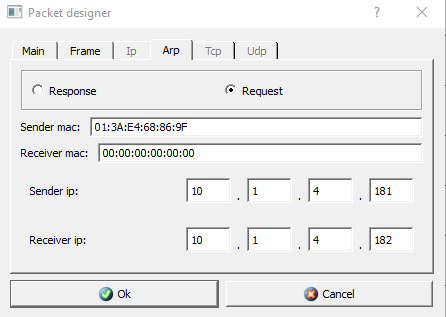 Packet designer
Main Frame Ip Arp Tcp Udp
Response Request
Sender mac: 01:3A:E4:68:86:9F
Receiver mac: 00:00:00:00:00:00
Sender ip: 10 . 1 . 4 . 181
Receiver ip: 10 . 1 . 4 . 182
Ok Cancel